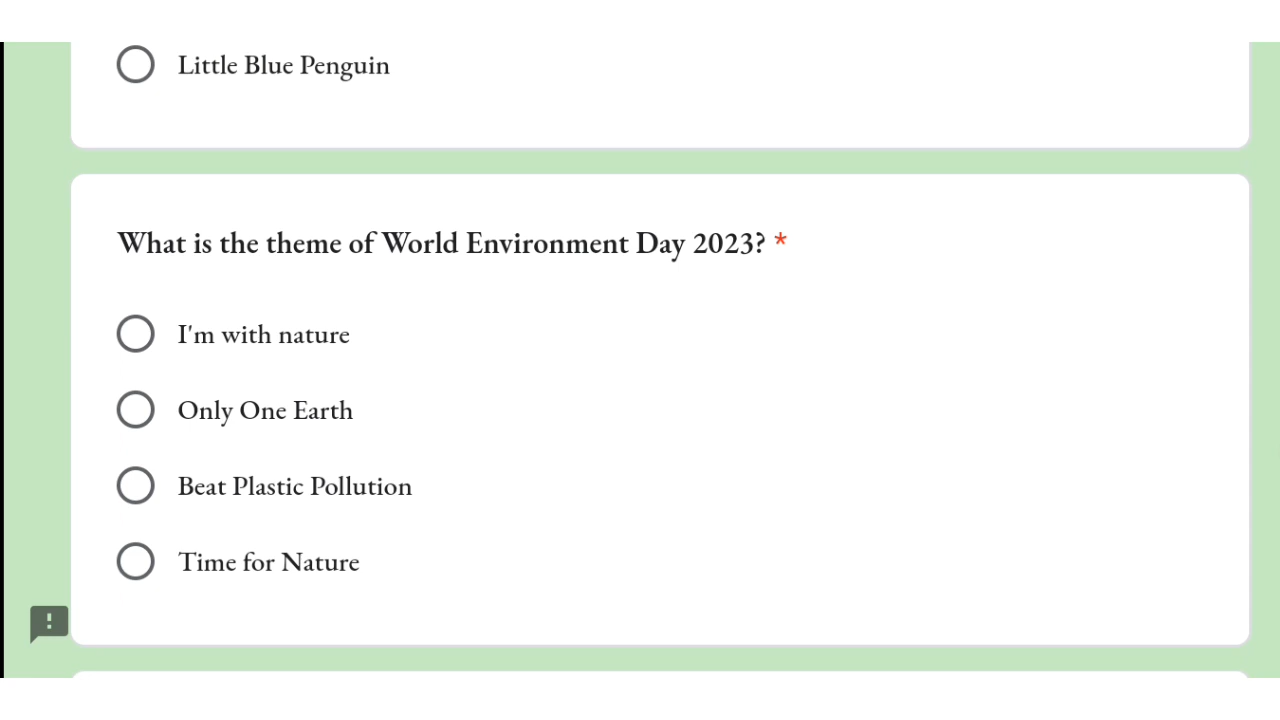 Little Blue Penguin
What is the theme of World Environment Day 2023? *
I'm with nature
Only One Earth
Beat Plastic Pollution
Time for Nature